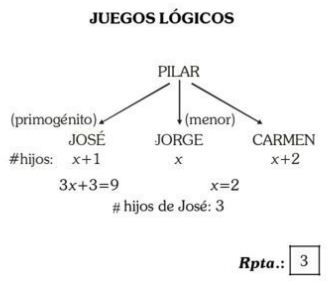 JUEGOS LÓGICOS
PILAR
(primogénito) (menor)
JOSÉ JORGE CARMEN
#hijos: x+1 x x+2
3x+3=9 x=2
# hijos de José: 3
Rpta.: 3